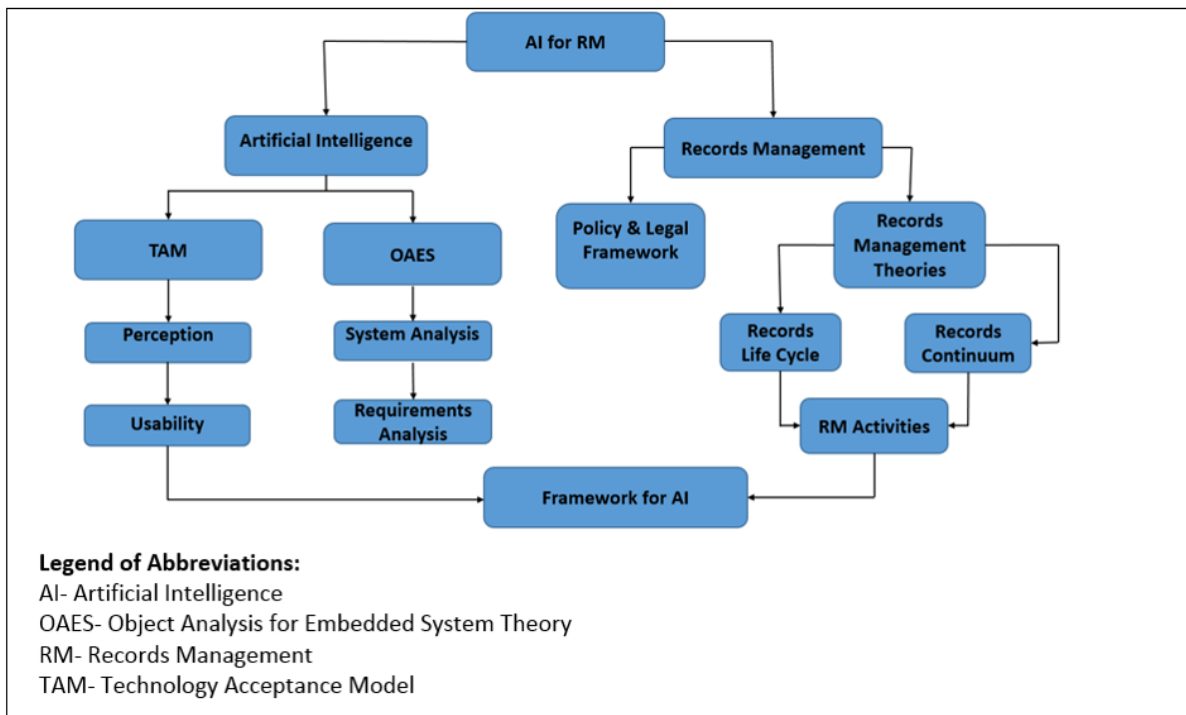 AI for RM
Artificial Intelligence
Records Management
TAM
OAES
Policy & Legal
Framework
Records
Management
Theories
Perception
System Analysis
Records
Life Cycle
Records
Continuum
Usability
Requirements
Analysis
RM Activities
Framework for AI
Legend of Abbreviations:
AI- Artificial Intelligence
OAES- Object Analysis for Embedded System Theory
RM- Records Management
TAM- Technology Acceptance Model